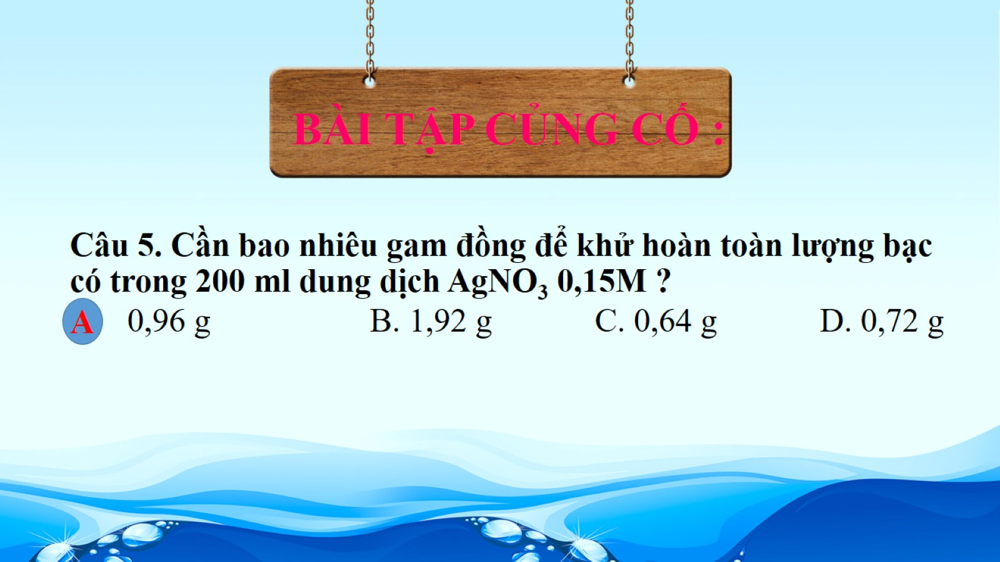 BÀI TẬP CỦNG CỐ :
Câu 5. Cần bao nhiêu gam đồng để khử hoàn toàn lượng bạc
có trong 200 ml dung dịch AgNO₃ 0,15M ?
A 0,96 g B. 1,92 g C. 0,64 g D. 0,72 g